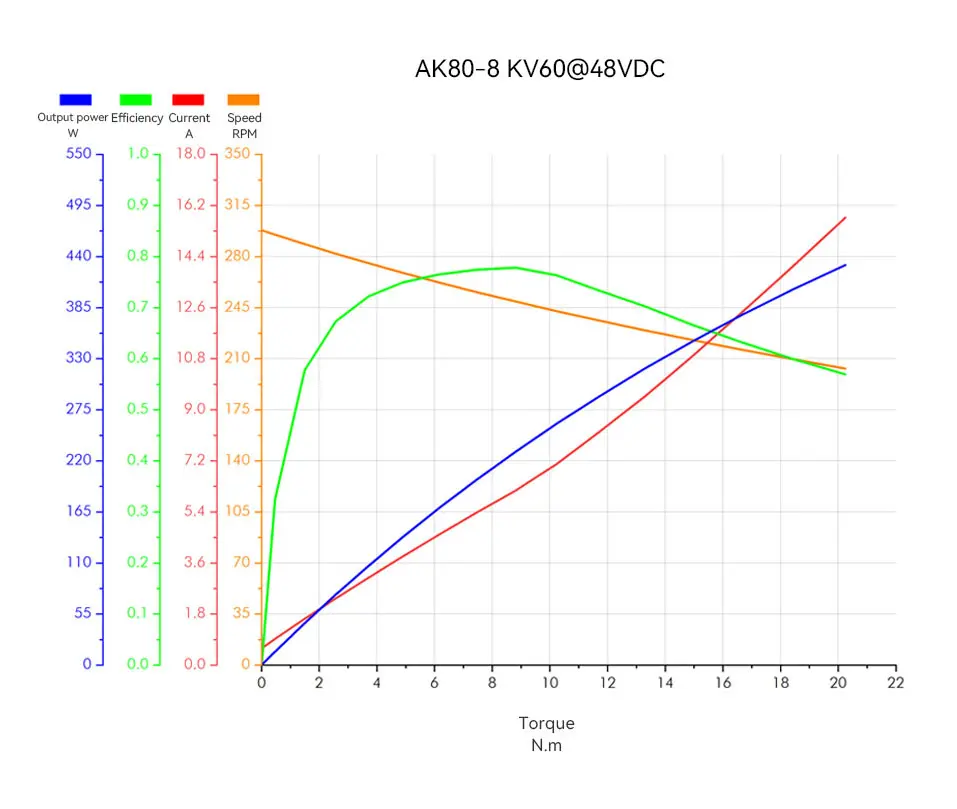 AK80-8 KV60@48VDC
Output power Efficiency Current Speed
W A RPM
550 1.0 18.0 350
495 0.9 16.2 315
440 0.8 14.4 280
385 0.7 12.6 245
330 0.6 10.8 210
275 0.5 9.0 175
220 0.4 7.2 140
165 0.3 5.4 105
110 0.2 3.6 70
55 0.1 1.8 35
0 0.0 0.0 0
0 2 4 6 8 10 12 14 16 18 20 22
Torque
N.m